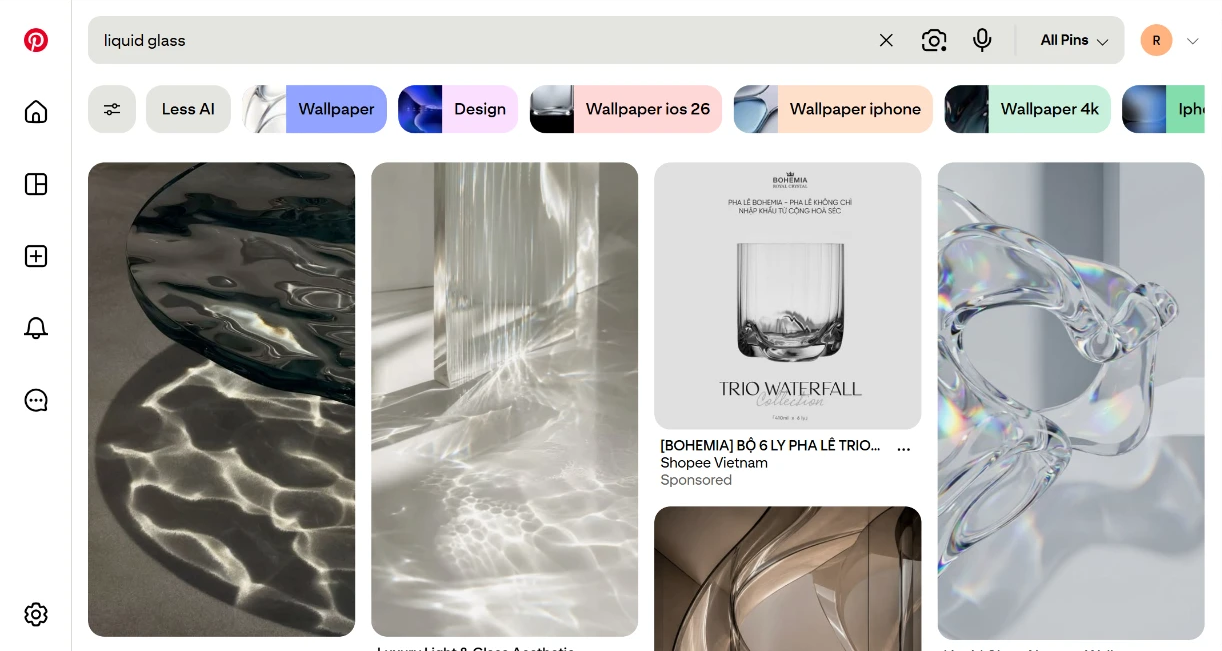 liquid glass
All Pins
R
Less AI
Wallpaper
Design
Wallpaper ios 26
Wallpaper iphone
Wallpaper 4k
BOHEMIA
ROYAL CRYSTAL
PHA LÊ BOHEMIA - PHA LÊ KHÔNG CHÌ
NHẬP KHẨU TỪ CỘNG HOÀ SÉC
TRIO WATERFALL
Collection
[BOHEMIA] BỘ 6 LY PHA LÊ TRIO...
Shopee Vietnam
Sponsored